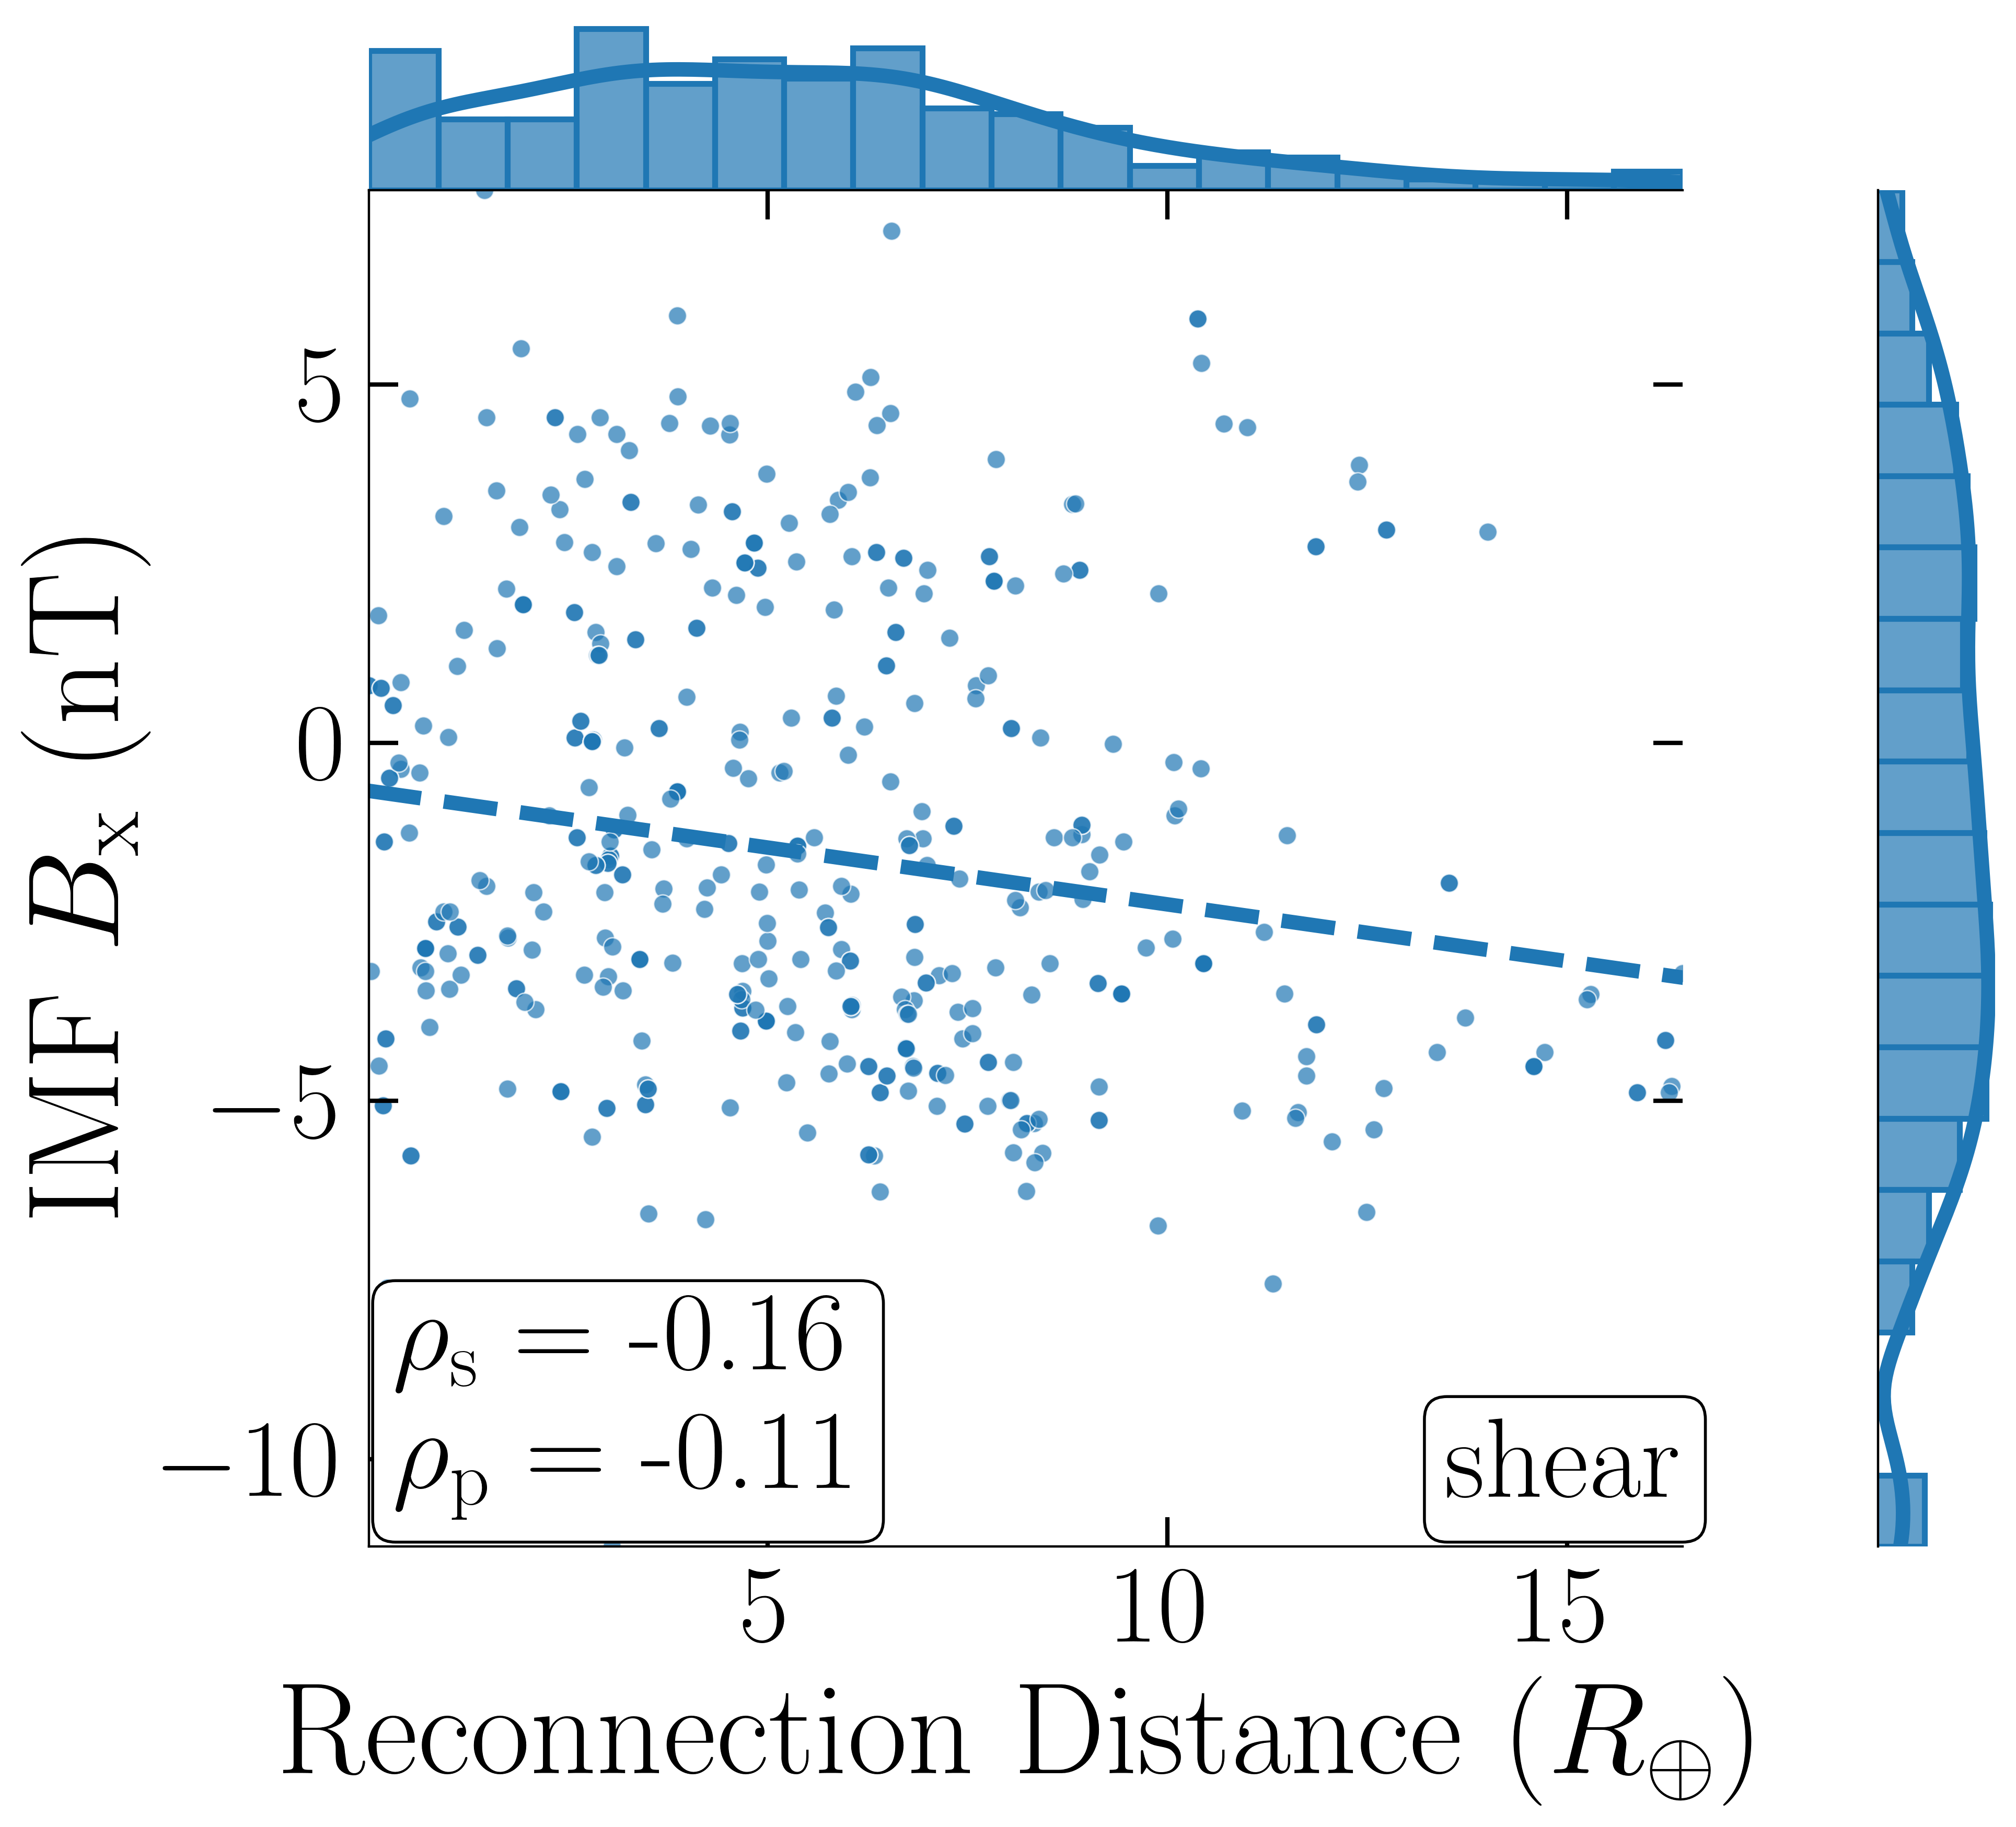 IMF Bₓ (nT)
5
0
−5
−10
ρₛ = -0.16
ρₚ = -0.11
shear
5 10 15
Reconnection Distance (R⊕)